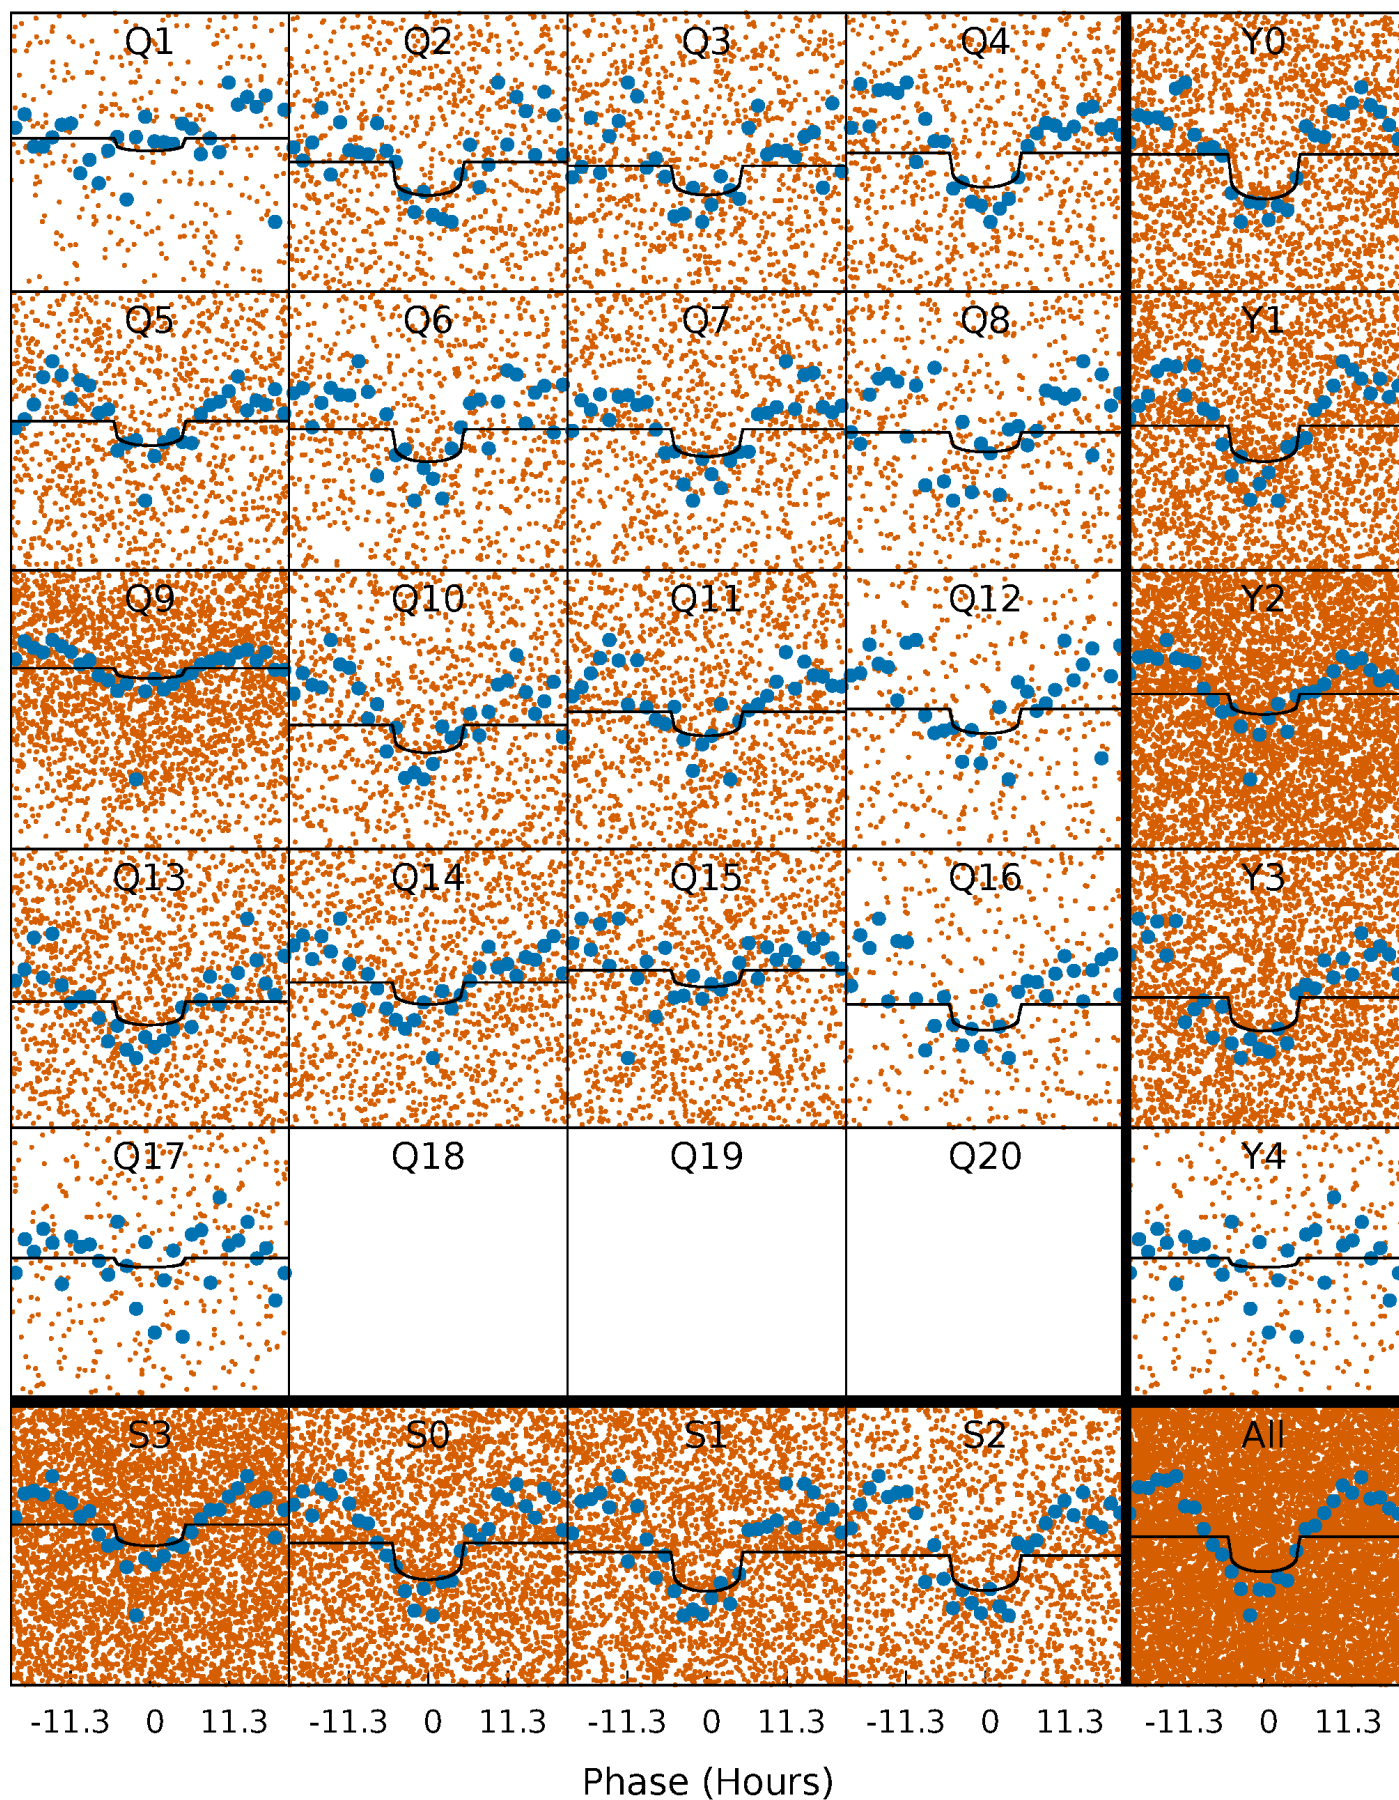 Q1 Q2 Q3 Q4 Y0
Q5 Q6 Q7 Q8 Y1
Q9 Q10 Q11 Q12 Y2
Q13 Q14 Q15 Q16 Y3
Q17 Q18 Q19 Q20 Y4
S3 S0 S1 S2 All
-11.3 0 11.3 -11.3 0 11.3 -11.3 0 11.3 -11.3 0 11.3 -11.3 0 11.3
Phase (Hours)